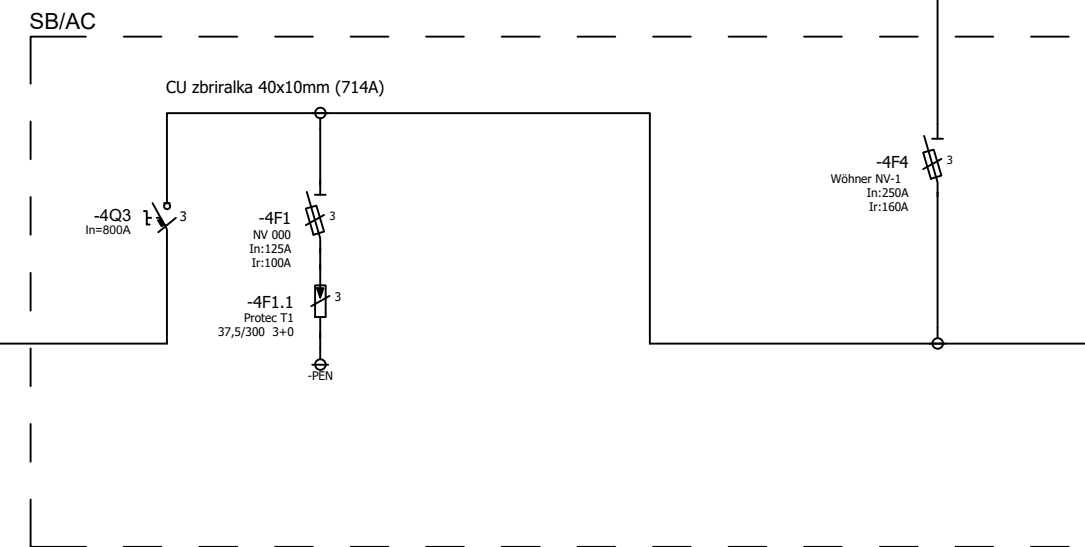 SB/AC
CU zbriralka 40x10mm (714A)
-4Q3
In=800A
3
-4F1
NV 000
In:125A
Ir:100A
3
-4F1.1
Protec T1
37,5/300 3+0
3
-PEN
-4F4
Wöhner NV-1
In:250A
Ir:160A
3